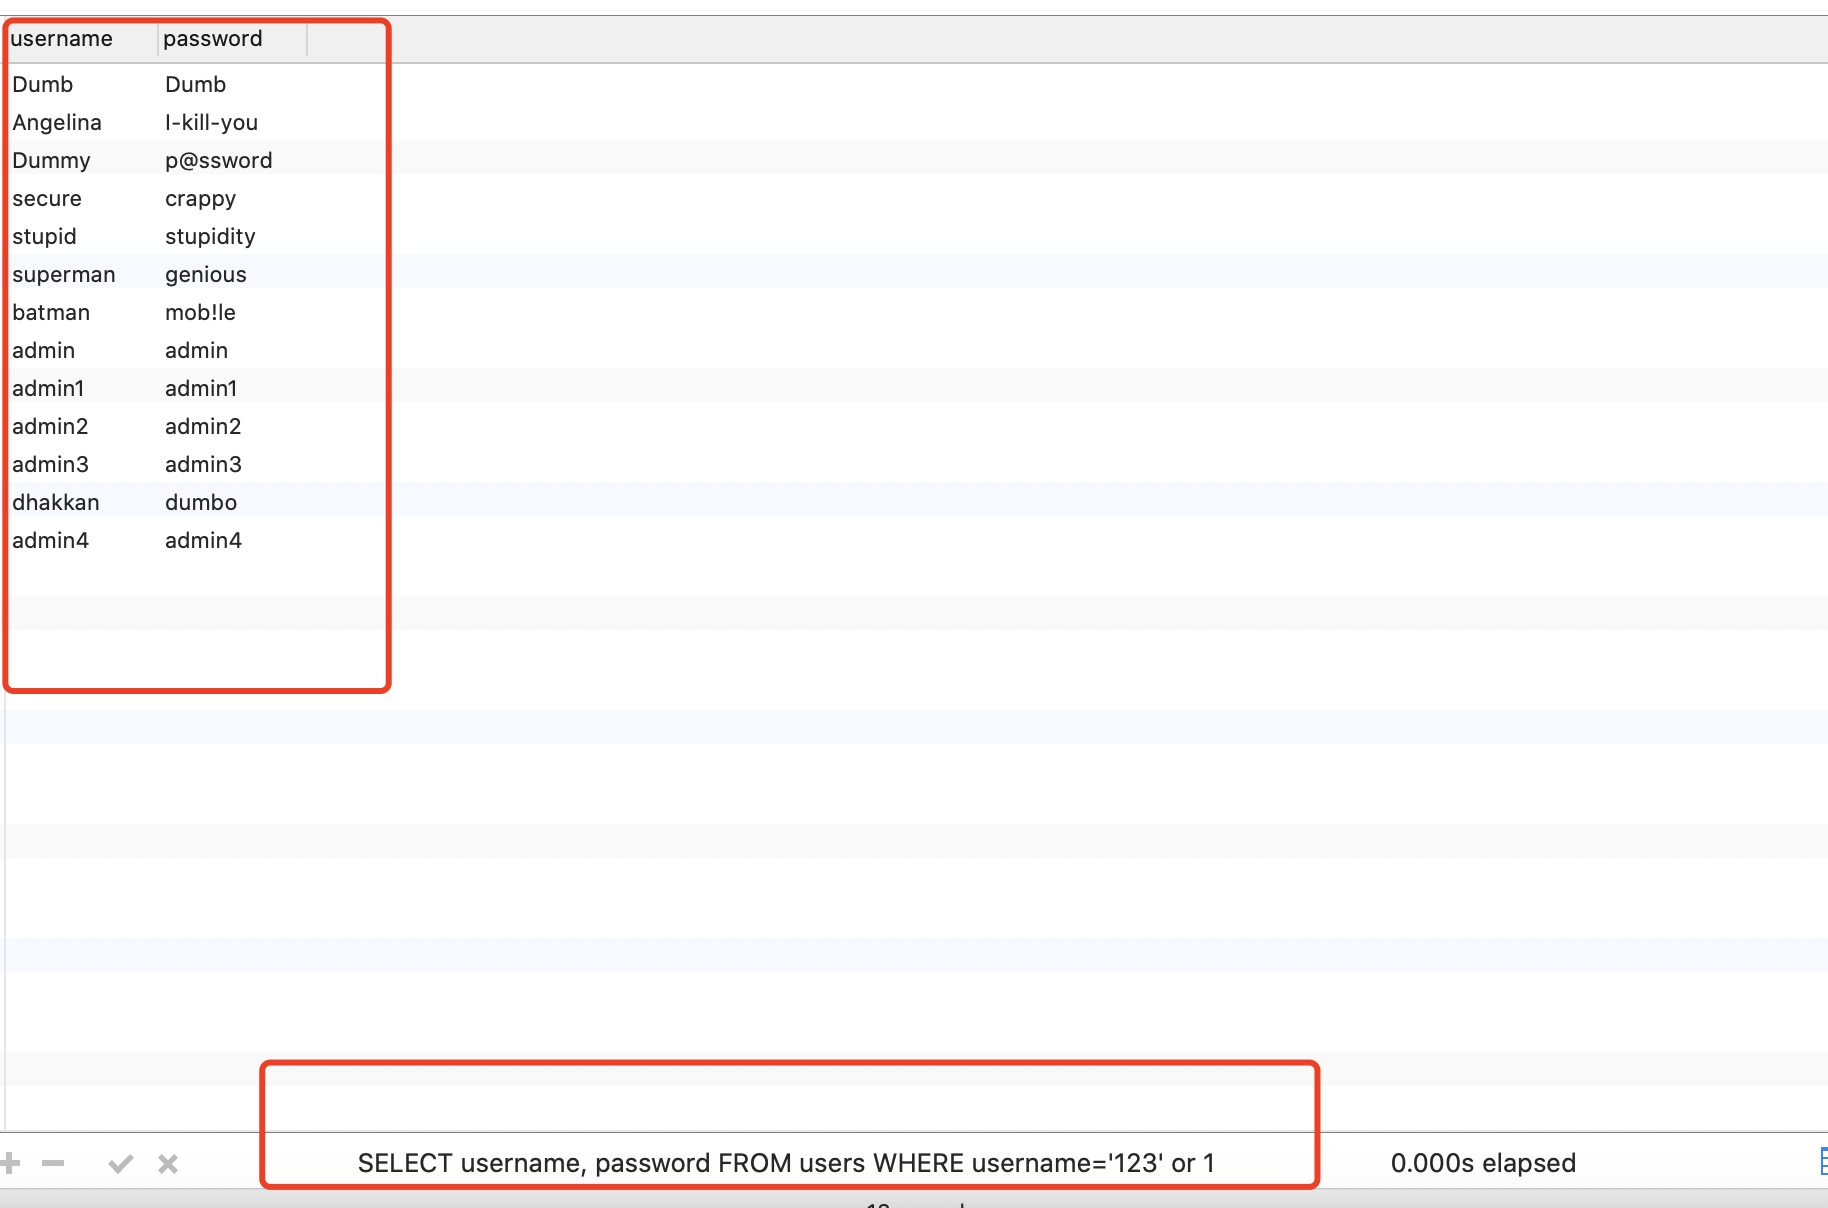 username password
Dumb Dumb
Angelina I-kill-you
Dummy p@ssword
secure crappy
stupid stupidity
superman genious
batman mob!le
admin admin
admin1 admin1
admin2 admin2
admin3 admin3
dhakkan dumbo
admin4 admin4
SELECT username, password FROM users WHERE username='123' or 1
0.000s elapsed